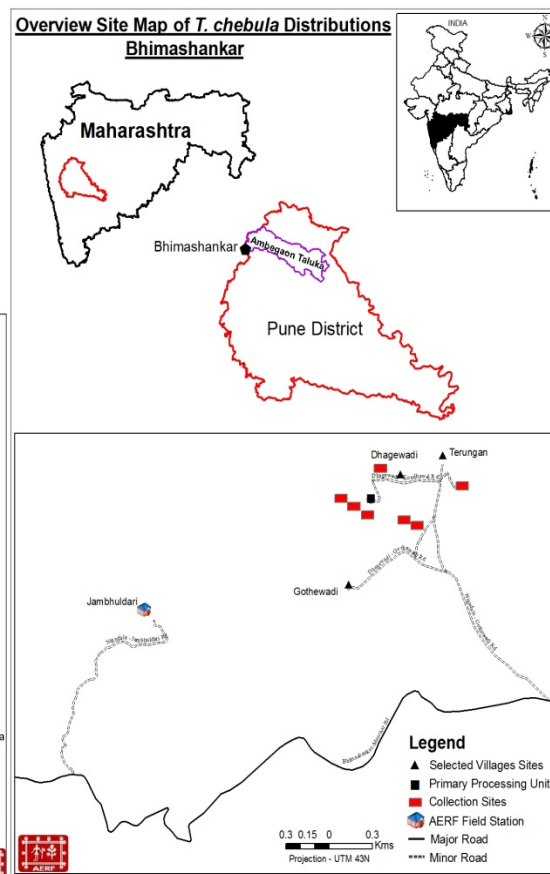 Overview Site Map of T. chebula Distributions
Bhimashankar
INDIA
N
W
E
S
Maharashtra
Bhimashankar
Ambegaon Taluka
Pune District
Dhagewadi
Terungan
Gothewadi
Jambhuldari
Legend
Selected Villages Sites
Primary Processing Unit
Collection Sites
AERF Field Station
Major Road
Minor Road
0.3 0.15 0 0.3
Kms
Projection - UTM 43N
AERF
a